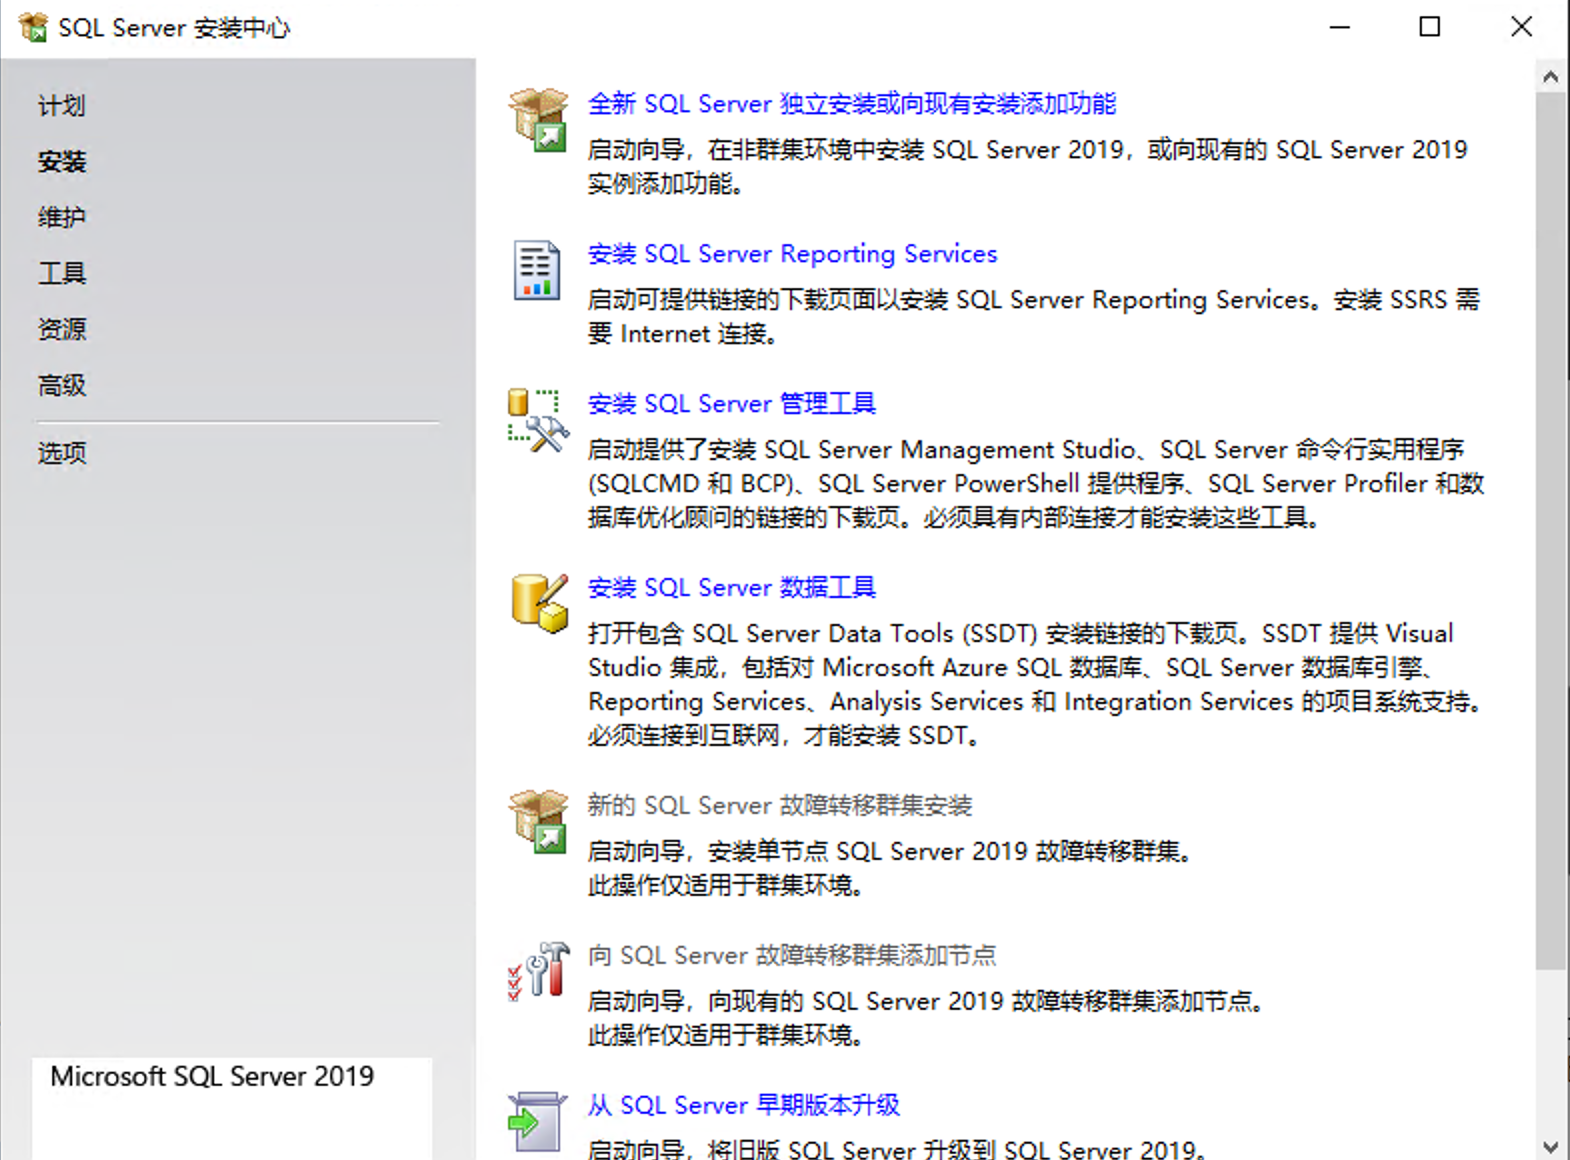 SQL Server 安装中心
计划
安装
维护
工具
资源
高级
选项
Microsoft SQL Server 2019
全新 SQL Server 独立安装或向现有安装添加功能
启动向导，在非群集环境中安装 SQL Server 2019，或向现有的 SQL Server 2019
实例添加功能。
安装 SQL Server Reporting Services
启动可提供链接的下载页面以安装 SQL Server Reporting Services。安装 SSRS 需
要 Internet 连接。
安装 SQL Server 管理工具
启动提供了安装 SQL Server Management Studio、SQL Server 命令行实用程序
(SQLCMD 和 BCP)、SQL Server PowerShell 提供程序、SQL Server Profiler 和数
据库优化顾问的链接的下载页。必须具有内部连接才能安装这些工具。
安装 SQL Server 数据工具
打开包含 SQL Server Data Tools (SSDT) 安装链接的下载页。SSDT 提供 Visual
Studio 集成，包括对 Microsoft Azure SQL 数据库、SQL Server 数据库引擎、
Reporting Services、Analysis Services 和 Integration Services 的项目系统支持。
必须连接到互联网，才能安装 SSDT。
新的 SQL Server 故障转移群集安装
启动向导，安装单节点 SQL Server 2019 故障转移群集。
此操作仅适用于群集环境。
向 SQL Server 故障转移群集添加节点
启动向导，向现有的 SQL Server 2019 故障转移群集添加节点。
此操作仅适用于群集环境。
从 SQL Server 早期版本升级
启动向导，将旧版 SQL Server 升级到 SQL Server 2019。